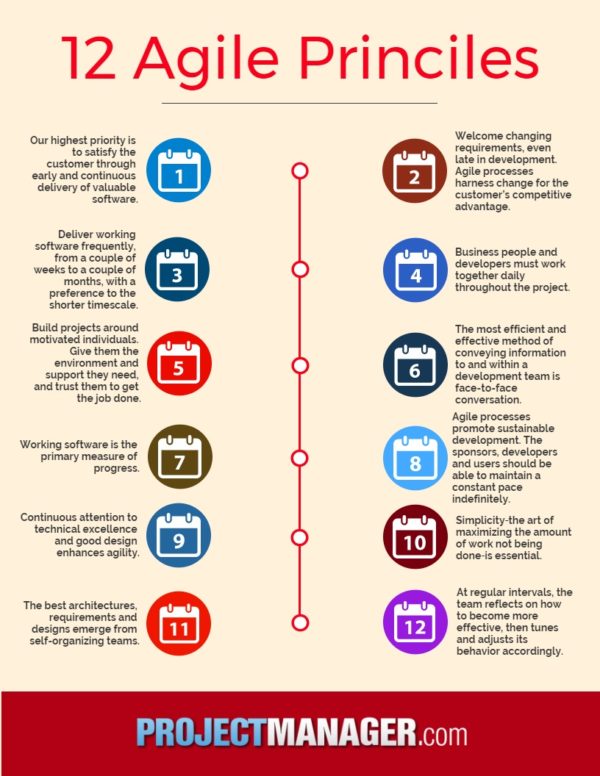 12 Agile Princiles
Our highest priority is
to satisfy the
customer through
early and continuous
delivery of valuable
software.
1
2
Welcome changing
requirements, even
late in development.
Agile processes
harness change for the
customer's competitive
advantage.
Deliver working
software frequently,
from a couple of
weeks to a couple of
months, with a
preference to the
shorter timescale.
3
4
Business people and
developers must work
together daily
throughout the project.
Build projects around
motivated individuals.
Give them the
environment and
support they need,
and trust them to get
the job done.
5
6
The most efficient and
effective method of
conveying information
to and within a
development team is
face-to-face
conversation.
Working software is the
primary measure of
progress.
7
8
Agile processes
promote sustainable
development. The
sponsors, developers
and users should be
able to maintain a
constant pace
indefinitely.
Continuous attention to
technical excellence
and good design
enhances agility.
9
10
Simplicity-the art of
maximizing the amount
of work not being
done-is essential.
The best architectures,
requirements and
designs emerge from
self-organizing teams.
11
12
At regular intervals, the
team reflects on how
to become more
effective, then tunes
and adjusts its
behavior accordingly.
PROJECTMANAGER.com